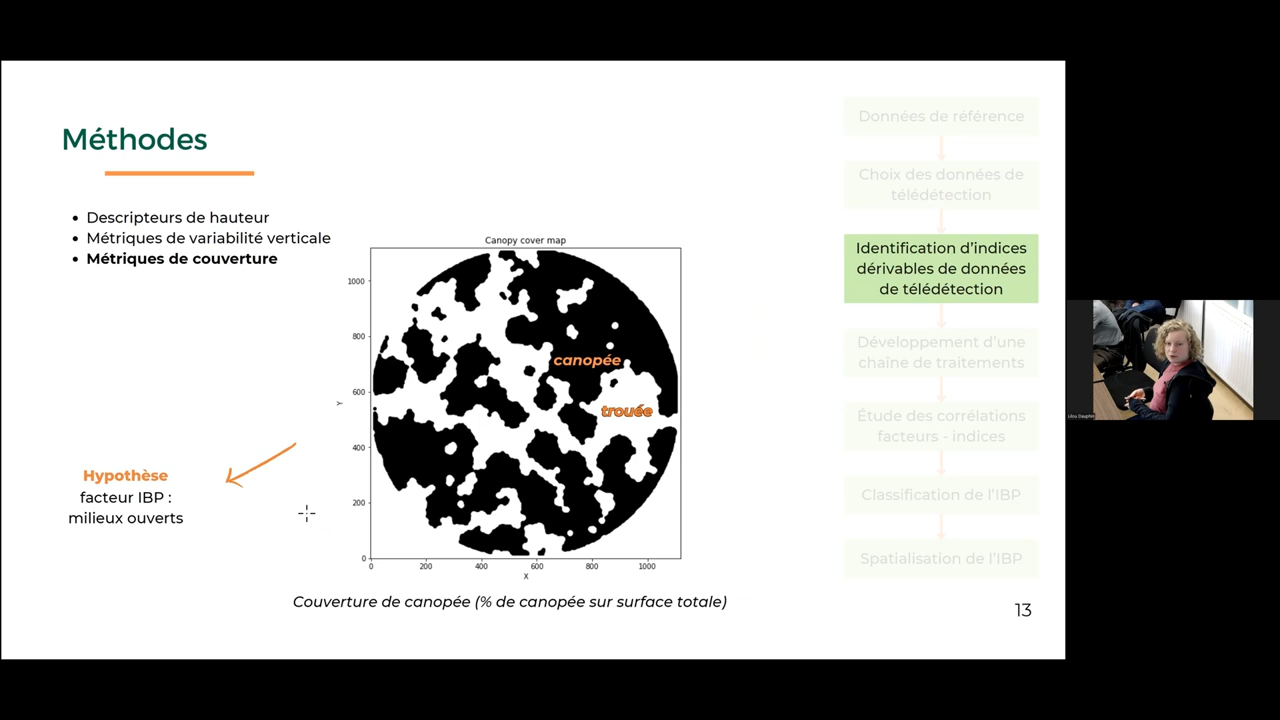 Méthodes
Descripteurs de hauteur
Métriques de variabilité verticale
Métriques de couverture
Hypothèse
facteur IBP :
milieux ouverts
Canopy cover map
1000
800
600
400
200
0
Y
canopée
trouée
0 200 400 600 800 1000
X
Couverture de canopée (% de canopée sur surface totale)
Données de référence
Choix des données de
télédétection
Identification d'indices
dérivables de données
de télédétection
Développement d'une
chaîne de traitements
Étude des corrélations
facteurs - indices
Classification de l'IBP
Spatialisation de l'IBP
13
Lilou Dauphin